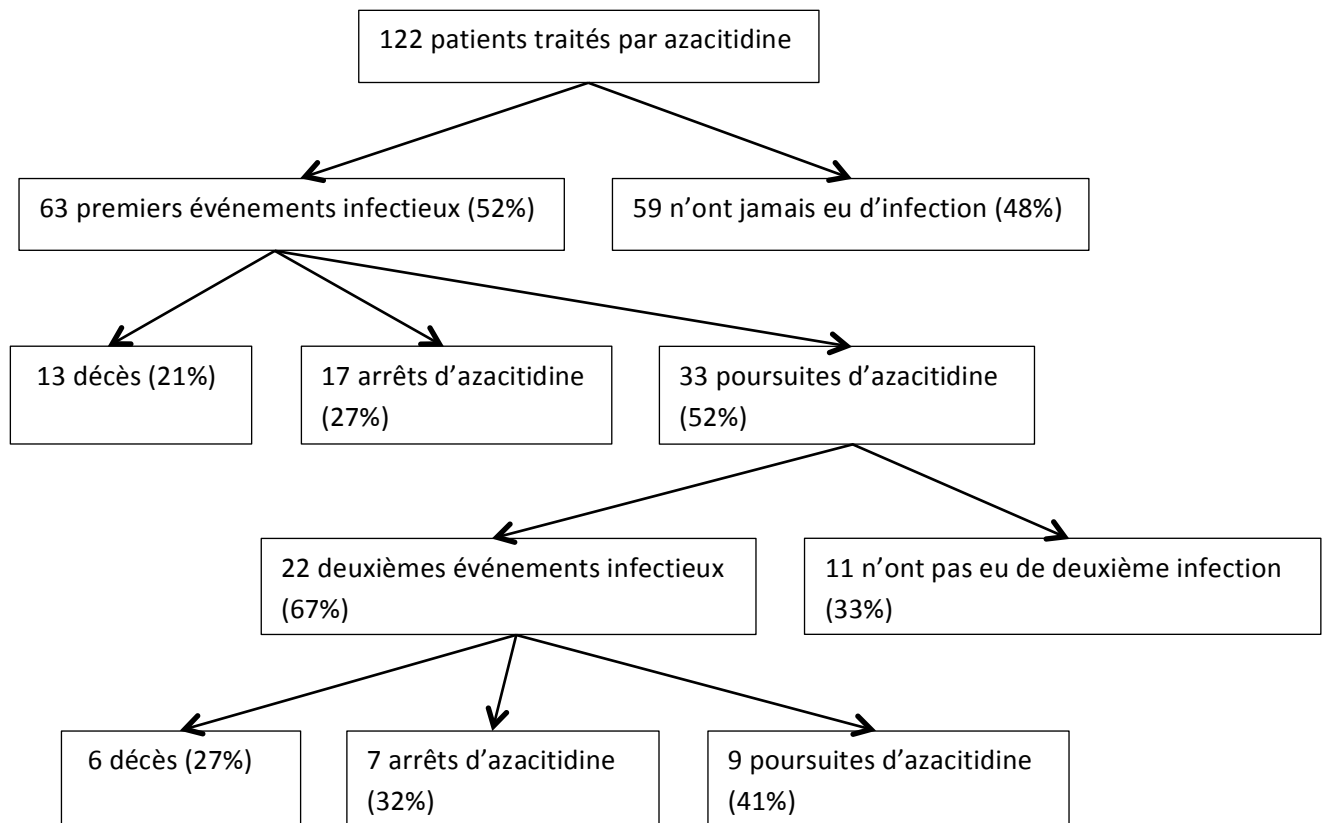 122 patients traités par azacitidine
63 premiers événements infectieux (52%)
59 n’ont jamais eu d’infection (48%)
13 décès (21%)
17 arrêts d’azacitidine
(27%)
33 poursuites d’azacitidine
(52%)
22 deuxièmes événements infectieux
(67%)
11 n’ont pas eu de deuxième infection
(33%)
6 décès (27%)
7 arrêts d’azacitidine
(32%)
9 poursuites d’azacitidine
(41%)